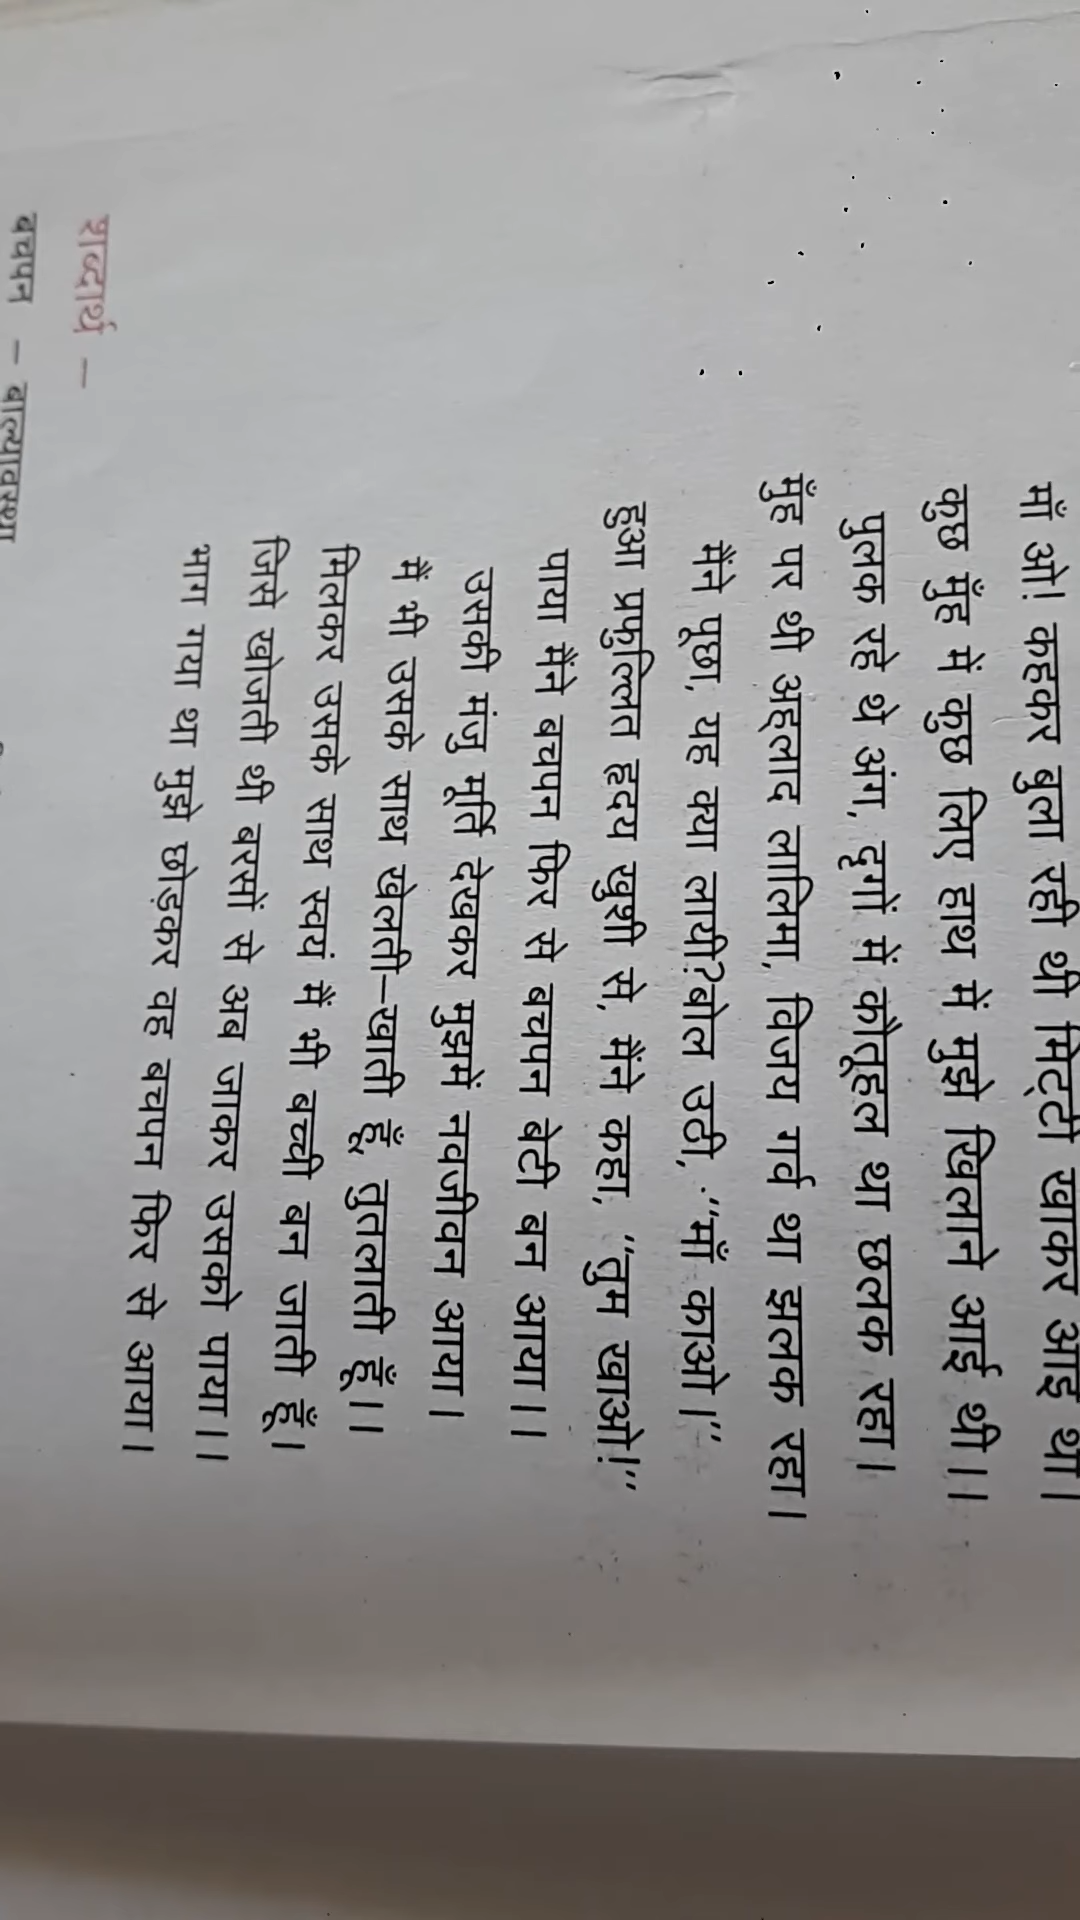 माँ ओ! कहकर बुला रही थी मिट्टी खाकर आई थी।
कुछ मुँह में कुछ लिए हाथ में मुझे खिलाने आई थी।।
पुलक रहे थे अंग, दृगों में कौतूहल था छलक रहा।
मुँह पर थी अह्लाद लालिमा, विजय गर्व था झलक रहा।
मैंने पूछा, यह क्या लायी?बोल उठी, "माँ काओ।"
हुआ प्रफुल्लित हृदय खुशी से, मैंने कहा, "तुम खाओ!"
पाया मैंने बचपन फिर से बचपन बेटी बन आया।।
उसकी मंजु मूर्ति देखकर मुझमें नवजीवन आया।
मैं भी उसके साथ खेलती–खाती हूँ, तुतलाती हूँ।।
मिलकर उसके साथ स्वयं मैं भी बच्ची बन जाती हूँ।
जिसे खोजती थी बरसों से अब जाकर उसको पाया।।
भाग गया था मुझे छोड़कर वह बचपन फिर से आया।
शब्दार्थ –
बचपन – बाल्यावस्था